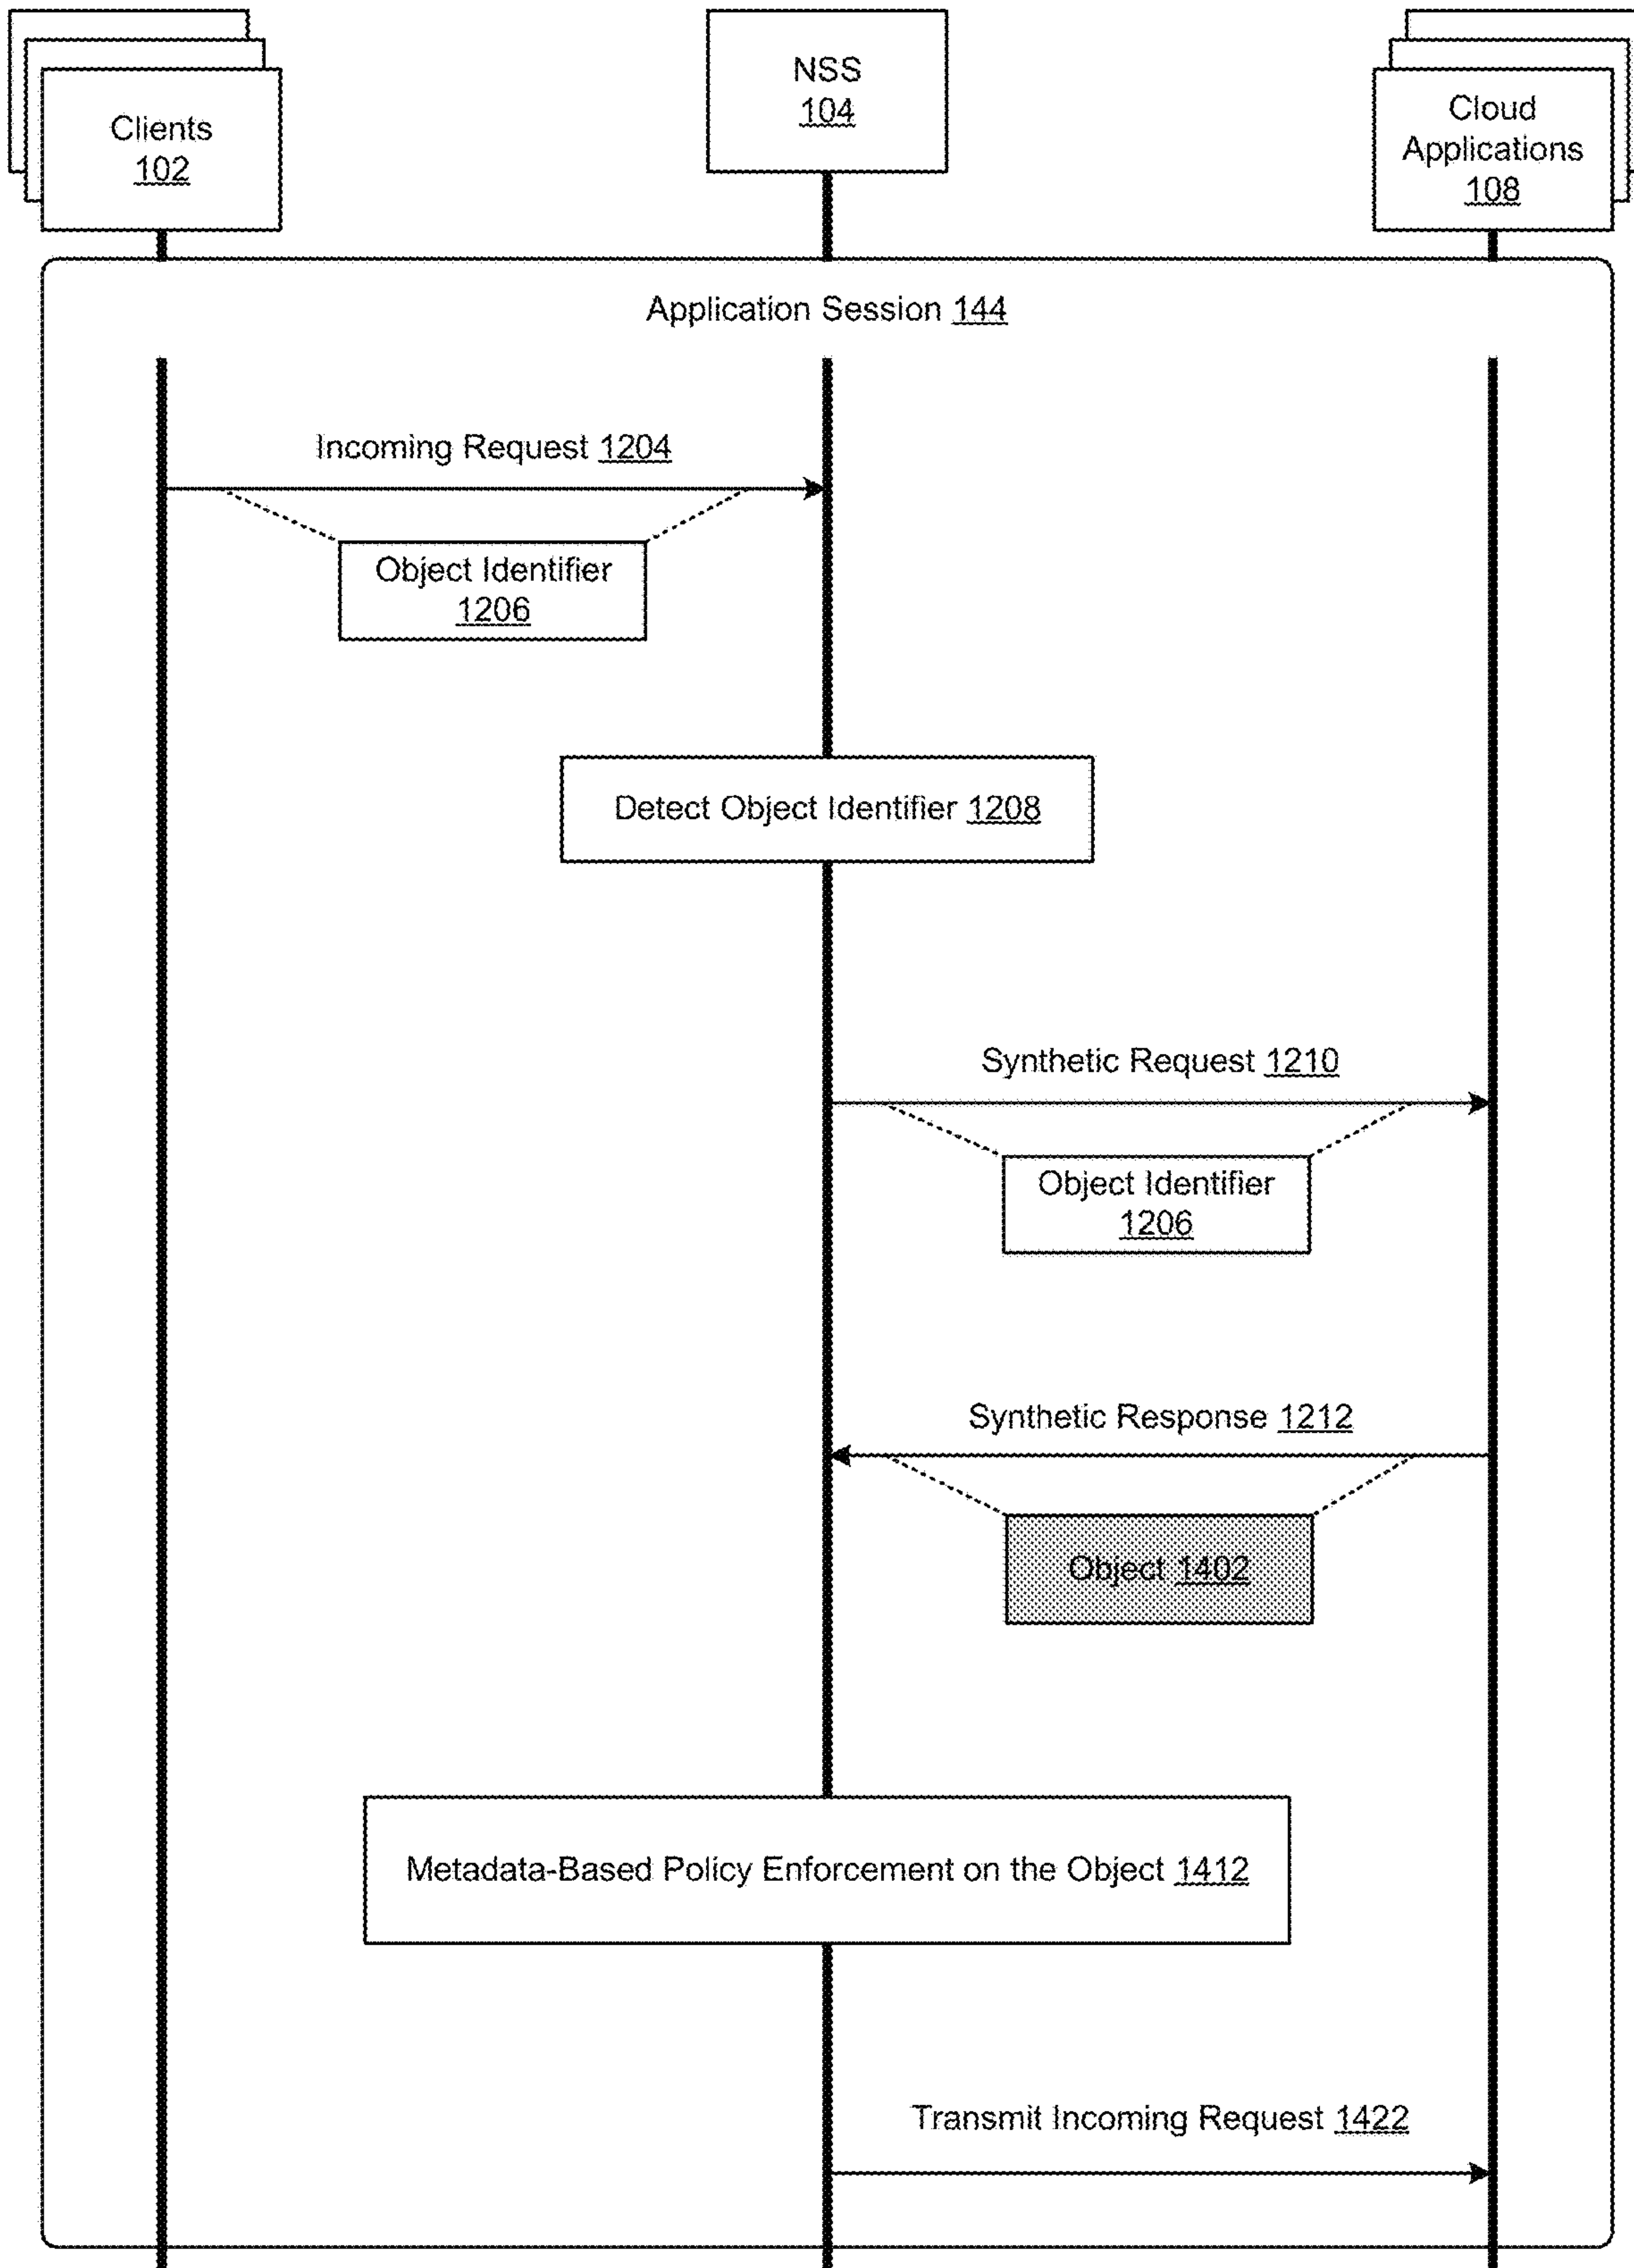 Clients
102
NSS
104
Cloud
Applications
108
Application Session 144
Incoming Request 1204
Object Identifier
1206
Detect Object Identifier 1208
Synthetic Request 1210
Object Identifier
1206
Synthetic Response 1212
Object 1402
Metadata-Based Policy Enforcement on the Object 1412
Transmit Incoming Request 1422